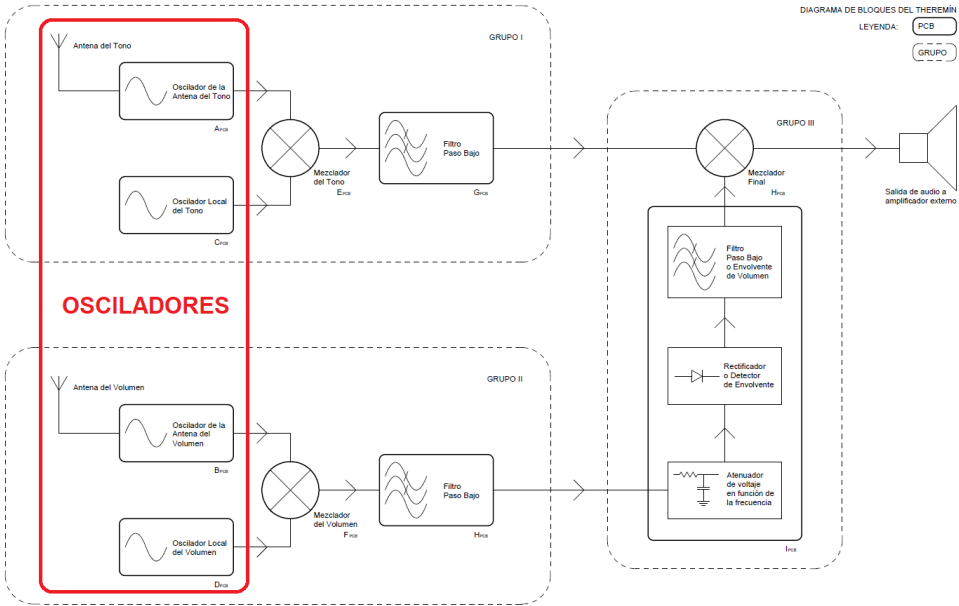 DIAGRAMA DE BLOQUES DEL THEREMÍN
LEYENDA:
PCB
GRUPO
GRUPO I
Antena del Tono
Oscilador de la
Antena del Tono
APCB
Mezclador
del Tono
EPCB
Filtro
Paso Bajo
GPCB
Oscilador Local
del Tono
CPCB
OSCILADORES
GRUPO II
Antena del Volumen
Oscilador de la
Antena del
Volumen
BPCB
Mezclador
del Volumen
FPCB
Filtro
Paso Bajo
HPCB
Oscilador Local
del Volumen
DPCB
GRUPO III
Mezclador
Final
HPCB
Filtro
Paso Bajo
o Envolvente
de Volumen
Rectificador
o Detector
de Envolvente
Atenuador
de voltaje
en función de
la frecuencia
IPCB
Salida de audio a
amplificador externo